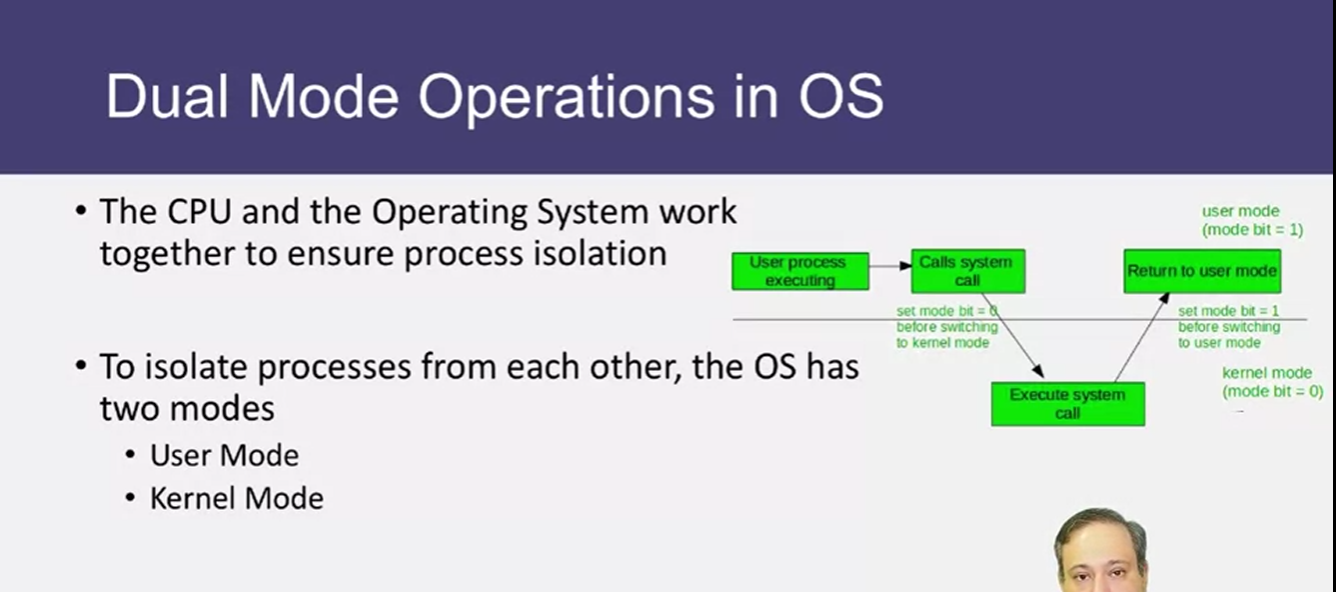 Dual Mode Operations in OS
• The CPU and the Operating System work
together to ensure process isolation
• To isolate processes from each other, the OS has
two modes
• User Mode
• Kernel Mode
user mode
(mode bit = 1)
User process
executing
Calls system
call
Return to user mode
set mode bit = 0
before switching
to kernel mode
set mode bit = 1
before switching
to user mode
kernel mode
(mode bit = 0)
Execute system
call